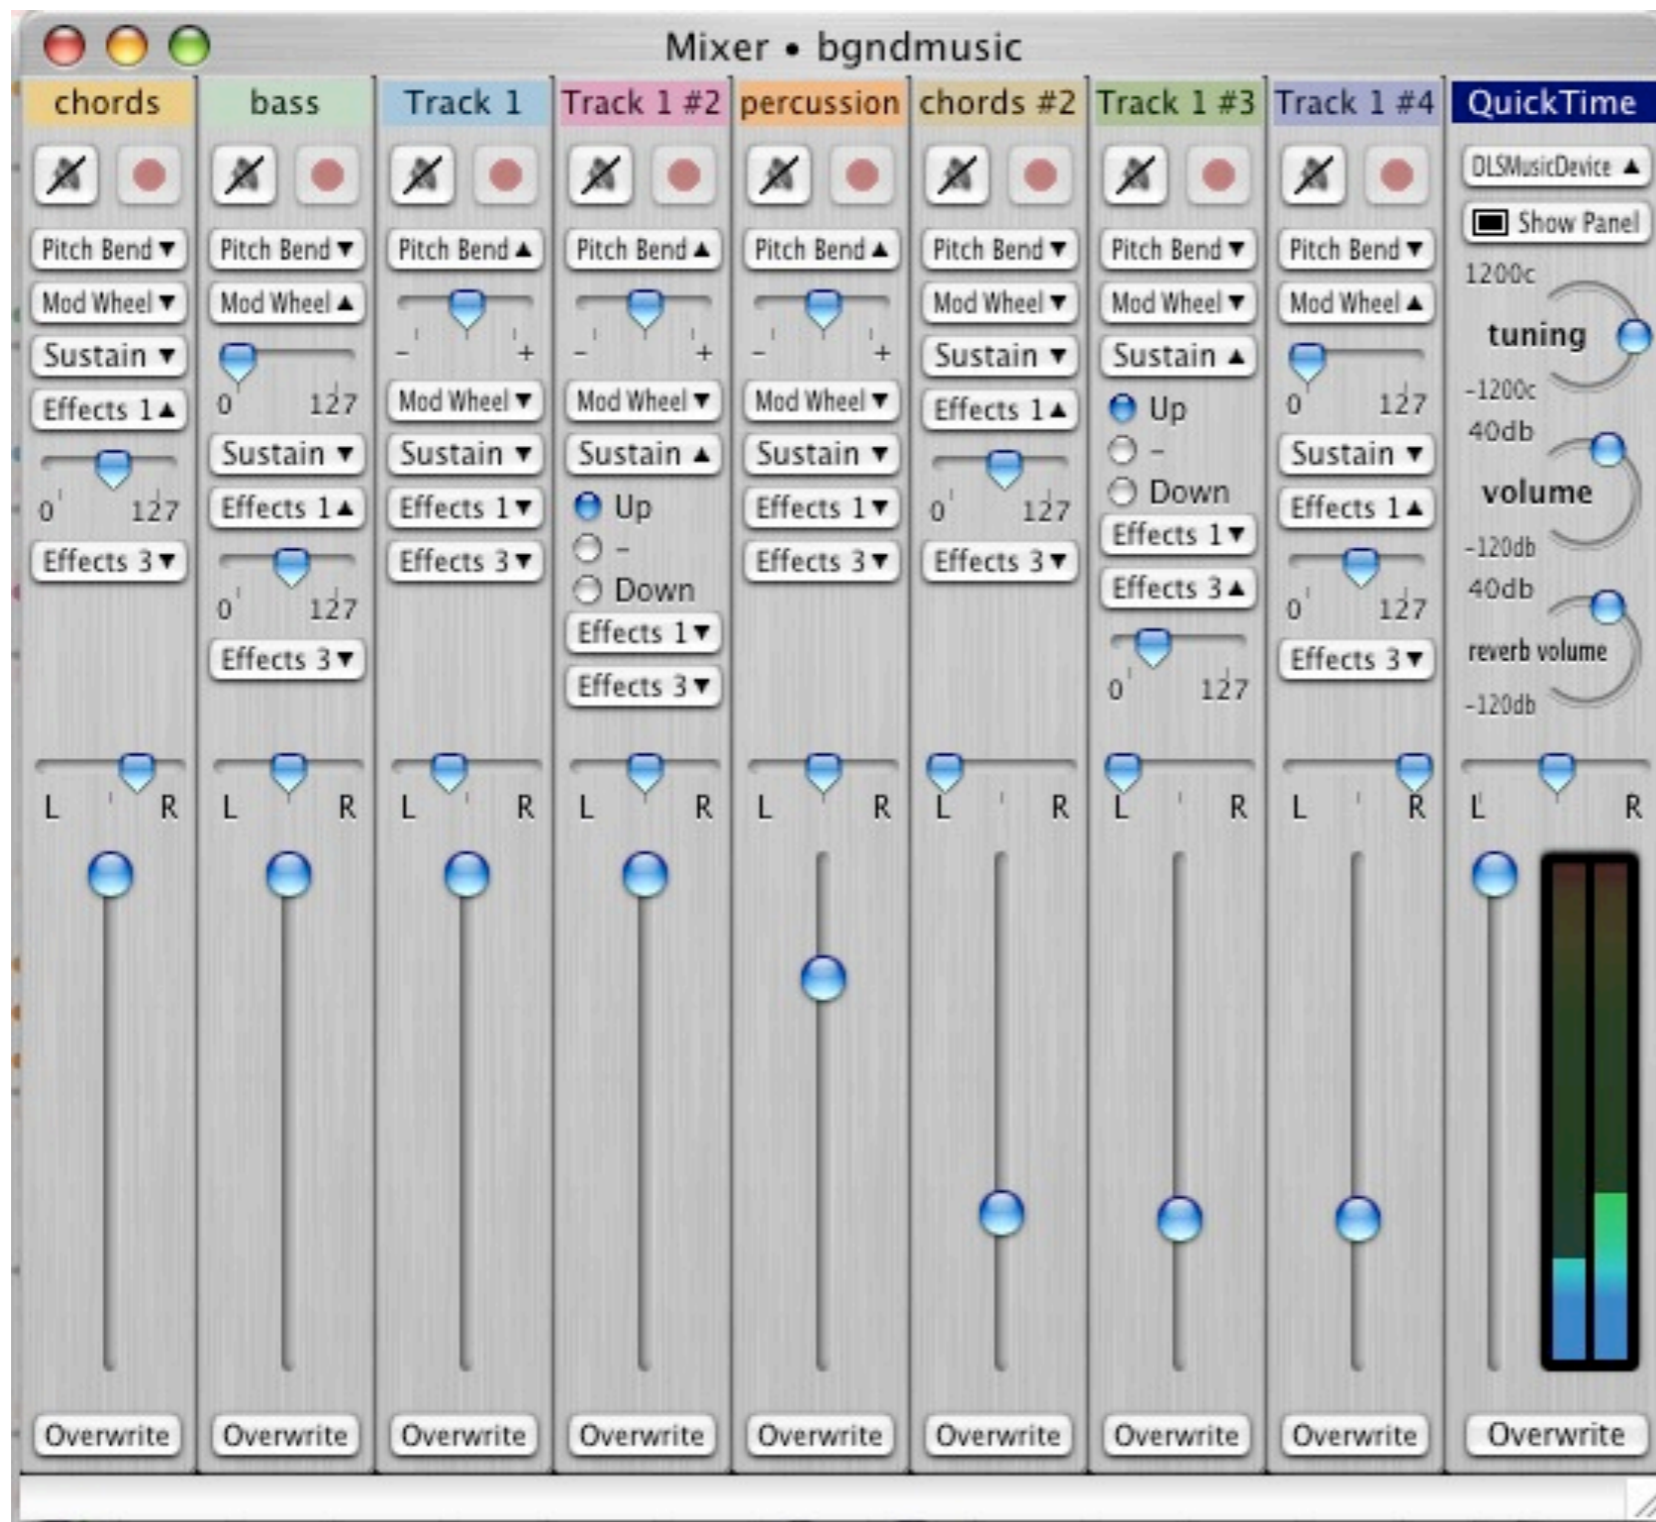 Mixer • bgndmusic
chords
Pitch Bend ▼
Mod Wheel ▼
Sustain ▼
Effects 1 ▲
0 127
Effects 3 ▼
L R
Overwrite
bass
Pitch Bend ▼
Mod Wheel ▲
0 127
Sustain ▼
Effects 1 ▲
0 127
Effects 3 ▼
L R
Overwrite
Track 1
Pitch Bend ▲
- +
Mod Wheel ▼
Sustain ▼
Effects 1 ▼
Effects 3 ▼
L R
Overwrite
Track 1 #2
Pitch Bend ▲
- +
Mod Wheel ▼
Sustain ▲
Up
-
Down
Effects 1 ▼
Effects 3 ▼
L R
Overwrite
percussion
Pitch Bend ▲
- +
Mod Wheel ▼
Sustain ▼
Effects 1 ▼
Effects 3 ▼
L R
Overwrite
chords #2
Pitch Bend ▼
Mod Wheel ▼
Sustain ▼
Effects 1 ▲
0 127
Effects 3 ▼
L R
Overwrite
Track 1 #3
Pitch Bend ▼
Mod Wheel ▼
Sustain ▲
Up
-
Down
Effects 1 ▼
Effects 3 ▲
0 127
L R
Overwrite
Track 1 #4
Pitch Bend ▼
Mod Wheel ▲
0 127
Sustain ▼
Effects 1 ▲
0 127
Effects 3 ▼
L R
Overwrite
QuickTime
DLSMusicDevice ▲
Show Panel
1200c
tuning
-1200c
40db
volume
-120db
40db
reverb volume
-120db
L R
Overwrite